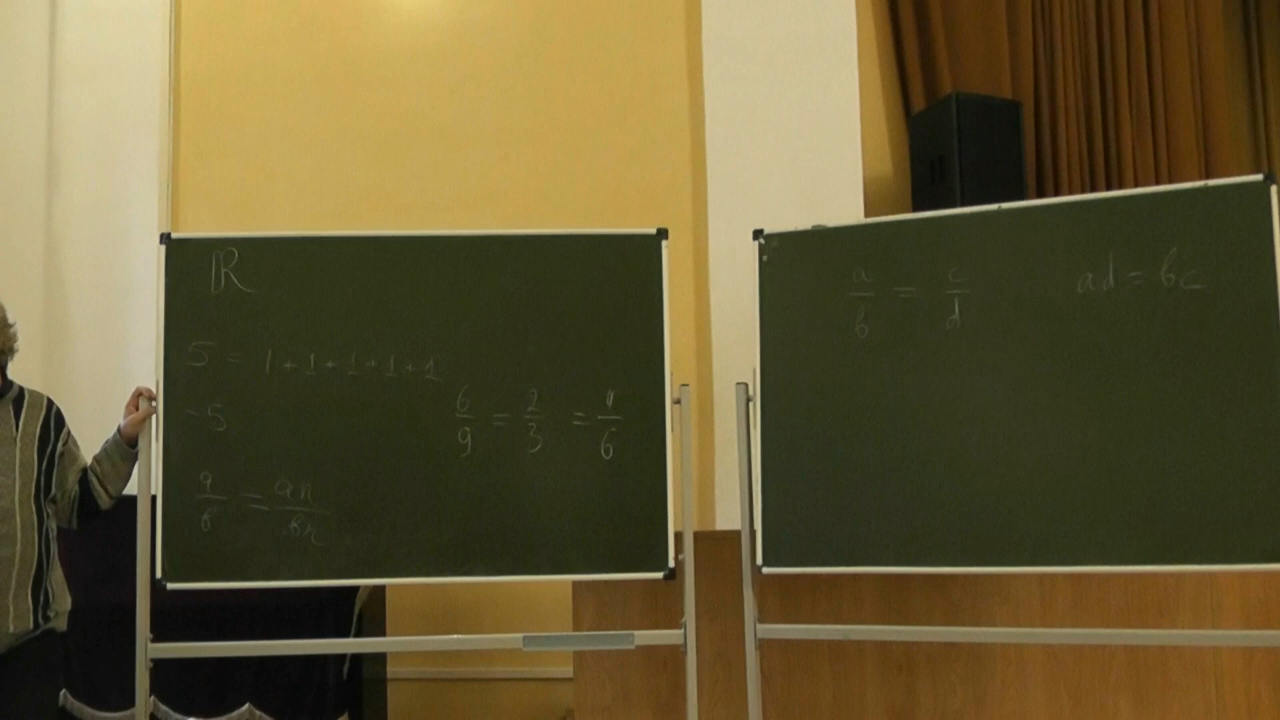 ℝ
5 = 1 + 1 + 1 + 1 + 1
-5
6/9 = 2/3 = 4/6
a/b = an/bn
a/b = c/d
ad = bc